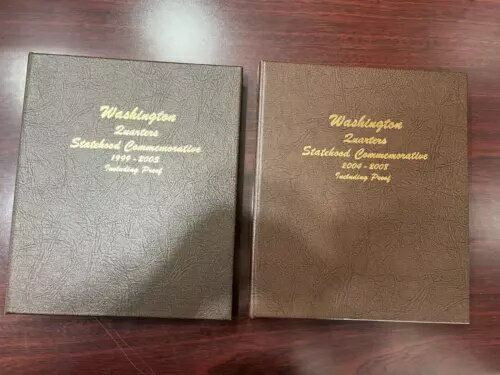 Washington
Quarters
Statehood Commemorative
1999 - 2003
Including Proof
Washington
Quarters
Statehood Commemorative
2004 - 2008
Including Proof